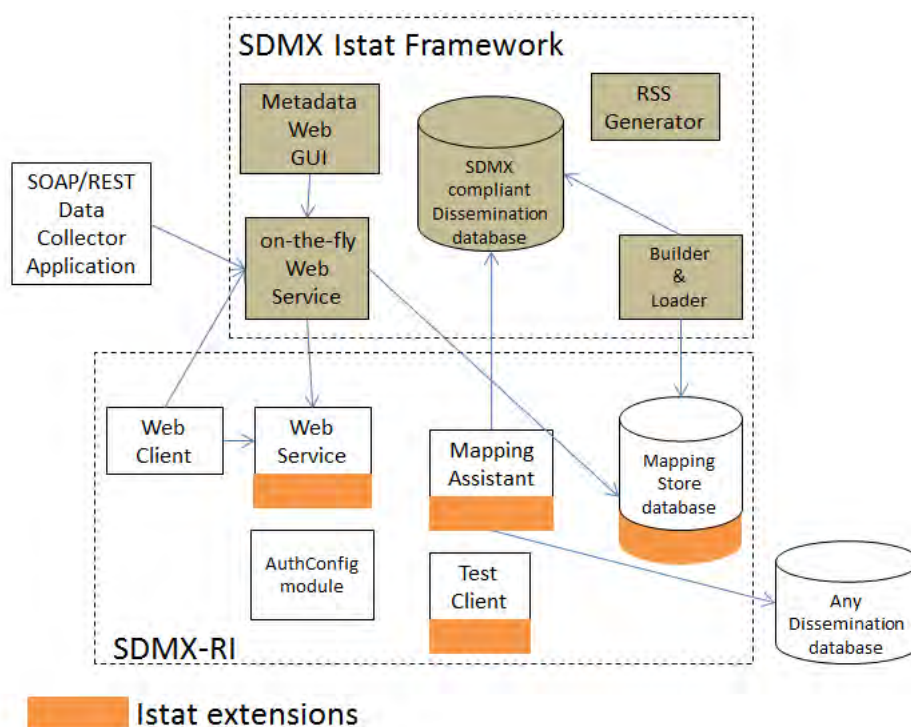 SDMX Istat Framework
Metadata
Web
GUI
RSS
Generator
SDMX
compliant
Dissemination
database
SOAP/REST
Data
Collector
Application
on-the-fly
Web
Service
Builder
&
Loader
Web
Client
Web
Service
Mapping
Assistant
Mapping
Store
database
AuthConfig
module
Test
Client
Any
Dissemination
database
SDMX-RI
Istat extensions